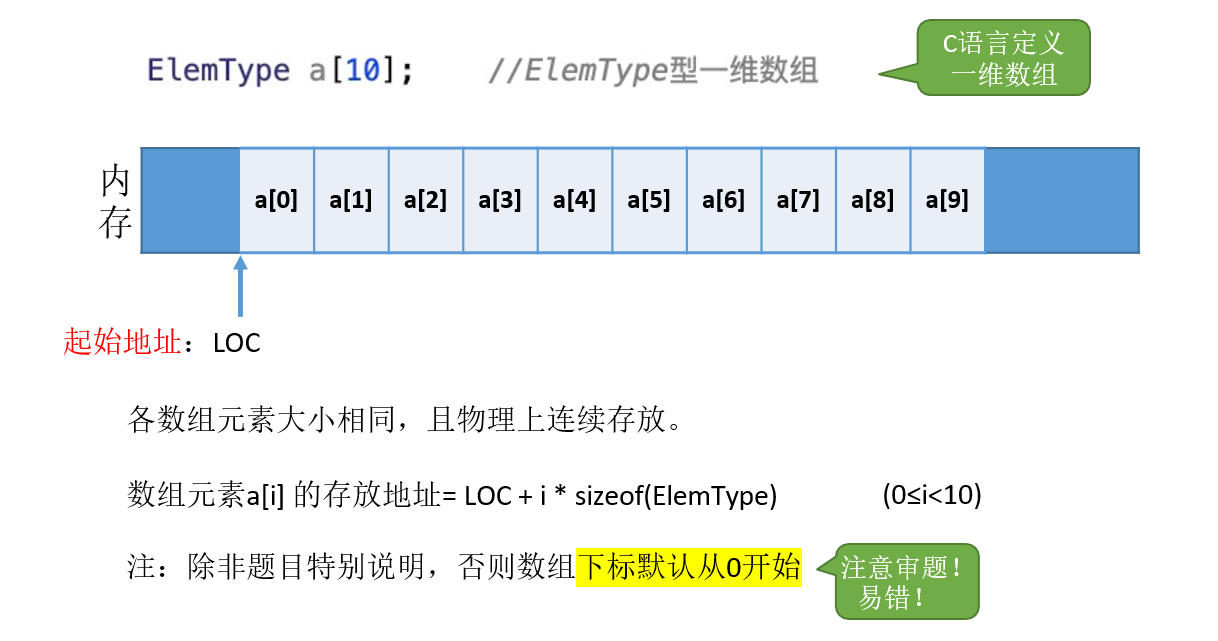 ElemType a[10]; //ElemType型一维数组
C语言定义
一维数组
内
存
a[0] a[1] a[2] a[3] a[4] a[5] a[6] a[7] a[8] a[9]
起始地址：LOC
各数组元素大小相同，且物理上连续存放。
数组元素a[i] 的存放地址= LOC + i * sizeof(ElemType) (0≤i<10)
注：除非题目特别说明，否则数组下标默认从0开始
注意审题！
易错！